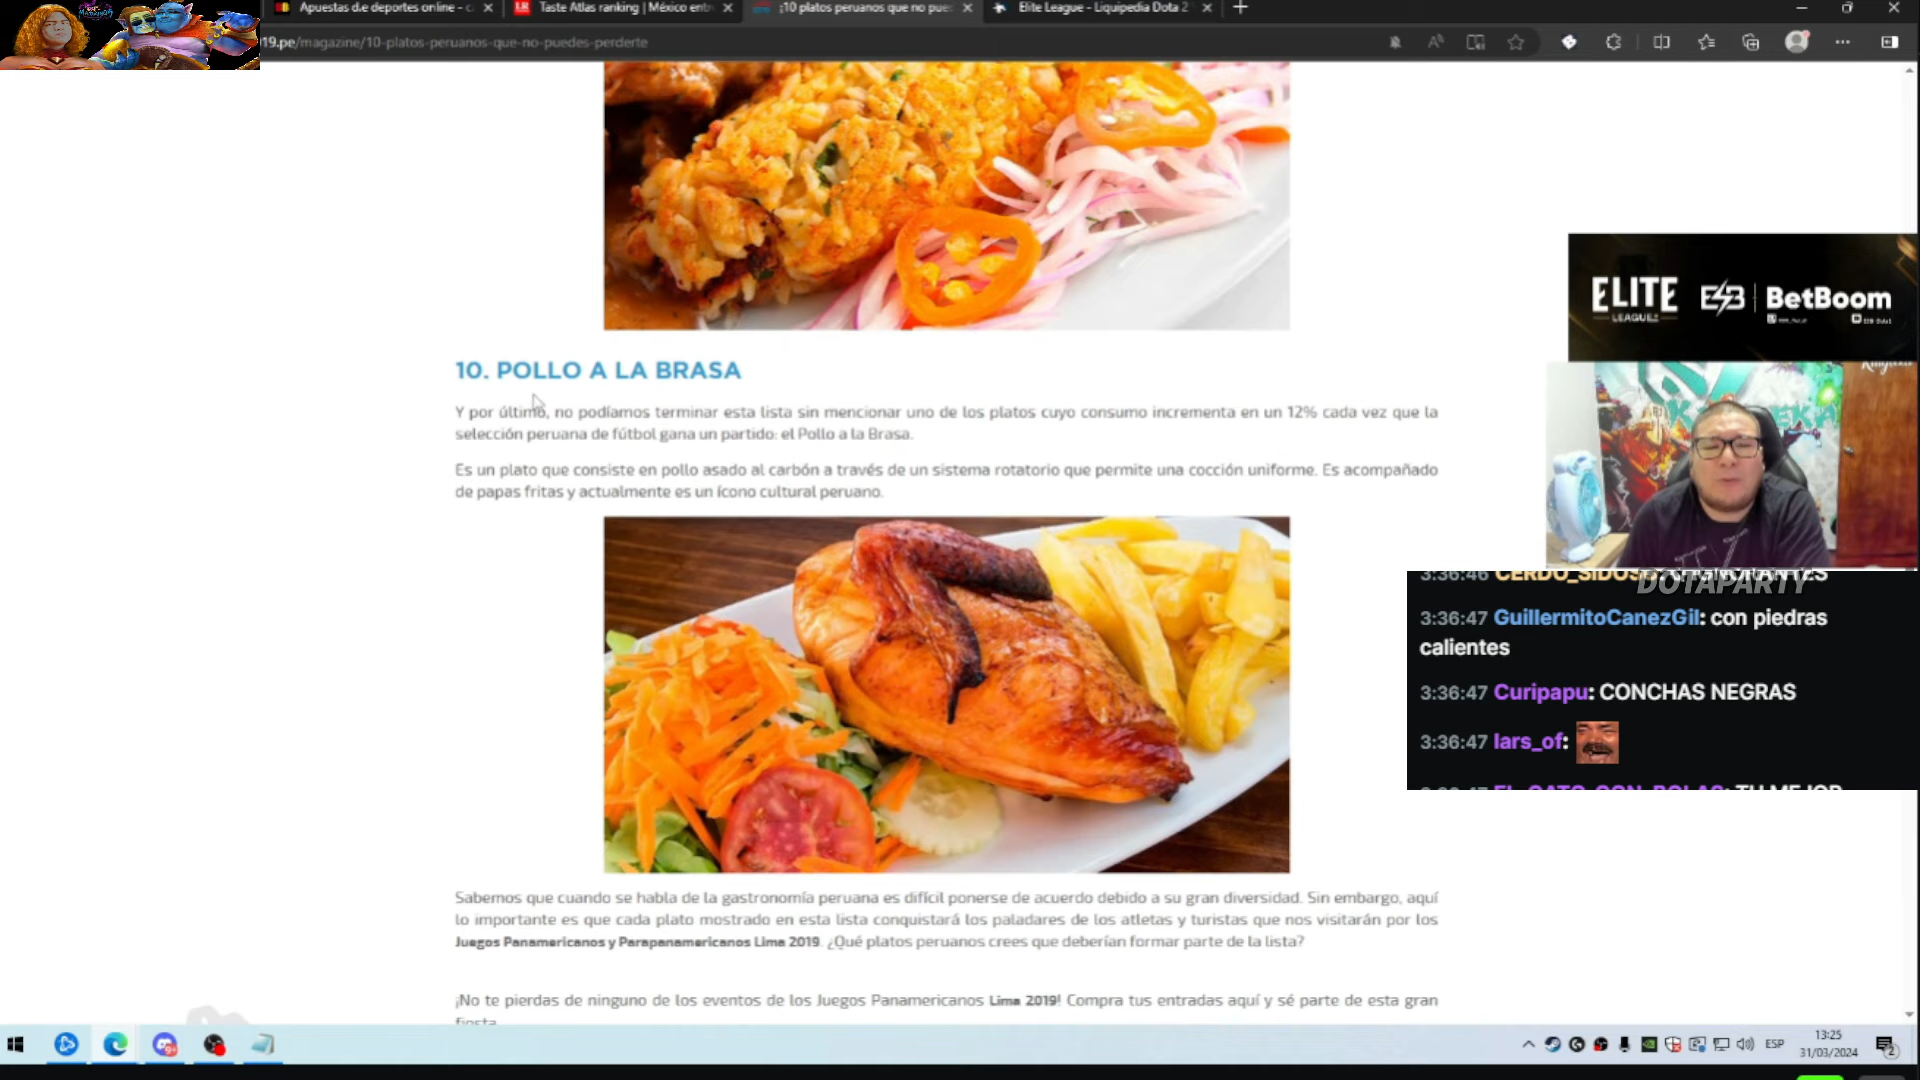 Apuestas d.e deportes online - c
Taste Atlas ranking | México entr
¡10 platos peruanos que no pue
Elite League - Liquipedia Dota 2
19.pe/magazine/10-platos-peruanos-que-no-puedes-perderte
ELITE
LEAGUE
BetBoom
10. POLLO A LA BRASA
Y por último, no podíamos terminar esta lista sin mencionar uno de los platos cuyo consumo incrementa en un 12% cada vez que la
selección peruana de fútbol gana un partido: el Pollo a la Brasa.
Es un plato que consiste en pollo asado al carbón a través de un sistema rotatorio que permite una cocción uniforme. Es acompañado
de papas fritas y actualmente es un ícono cultural peruano.
DOTAPARTY
3:36:46 CERDO_SIDOSO:
3:36:47 GuillermitoCanezGil: con piedras
calientes
3:36:47 Curipapu: CONCHAS NEGRAS
3:36:47 lars_of:
EL_GATO_CON_BOLAS: TU MEJOR
Sabemos que cuando se habla de la gastronomía peruana es difícil ponerse de acuerdo debido a su gran diversidad. Sin embargo, aquí
lo importante es que cada plato mostrado en esta lista conquistará los paladares de los atletas y turistas que nos visitarán por los
Juegos Panamericanos y Parapanamericanos Lima 2019. ¿Qué platos peruanos crees que deberían formar parte de la lista?
¡No te pierdas de ninguno de los eventos de los Juegos Panamericanos Lima 2019! Compra tus entradas aquí y sé parte de esta gran
fiesta
ESP
13:25
31/03/2024